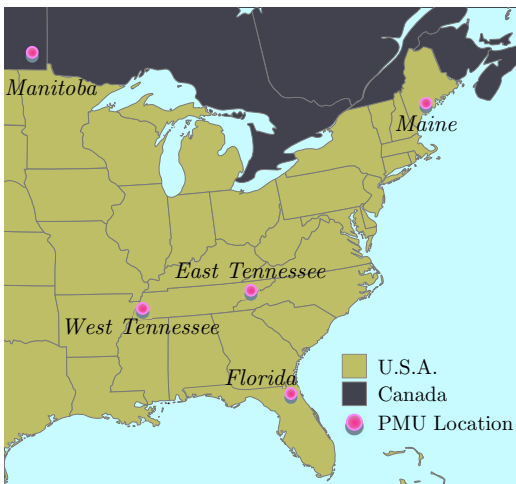 Manitoba
Maine
East Tennessee
West Tennessee
Florida
U.S.A.
Canada
PMU Location